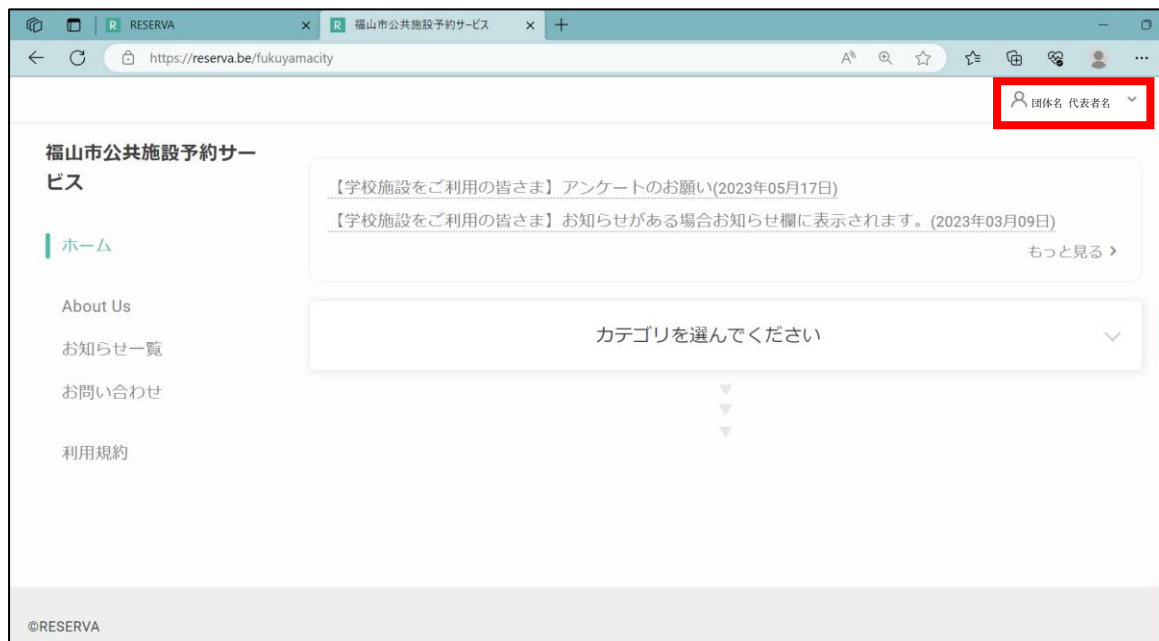 RESERVA
福山市公共施設予約サービス
https://reserva.be/fukuyamacity
団体名 代表者名
福山市公共施設予約サー
ビス
【学校施設をご利用の皆さま】アンケートのお願い(2023年05月17日)
【学校施設をご利用の皆さま】お知らせがある場合お知らせ欄に表示されます。(2023年03月09日)
もっと見る
ホーム
About Us
お知らせ一覧
お問い合わせ
利用規約
カテゴリを選んでください
©RESERVA